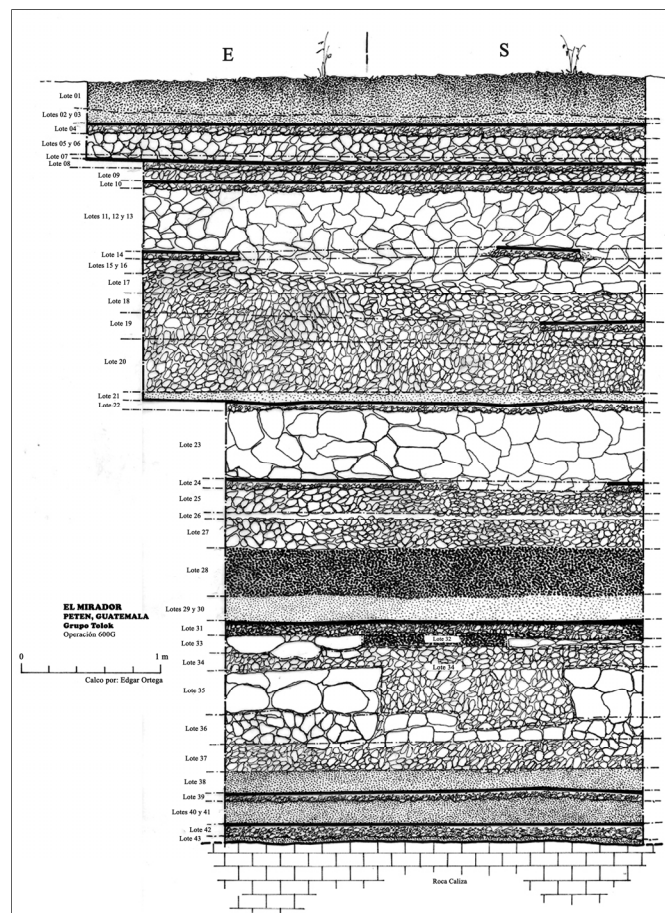 E
S
Lote 01
Lotes 02 y 03
Lote 04
Lotes 05 y 06
Lote 07
Lote 08
Lote 09
Lote 10
Lotes 11, 12 y 13
Lote 14
Lotes 15 y 16
Lote 17
Lote 18
Lote 19
Lote 20
Lote 21
Lote 22
Lote 23
Lote 24
Lote 25
Lote 26
Lote 27
Lote 28
Lotes 29 y 30
Lote 31
Lote 32
Lote 33
Lote 34
Lote 34
Lote 35
Lote 36
Lote 37
Lote 38
Lote 39
Lotes 40 y 41
Lote 42
Lote 43
Roca Caliza
EL MIRADOR
PETEN, GUATEMALA
Grupo Tolok
Operación 600G
0
1 m
Calco por: Edgar Ortega